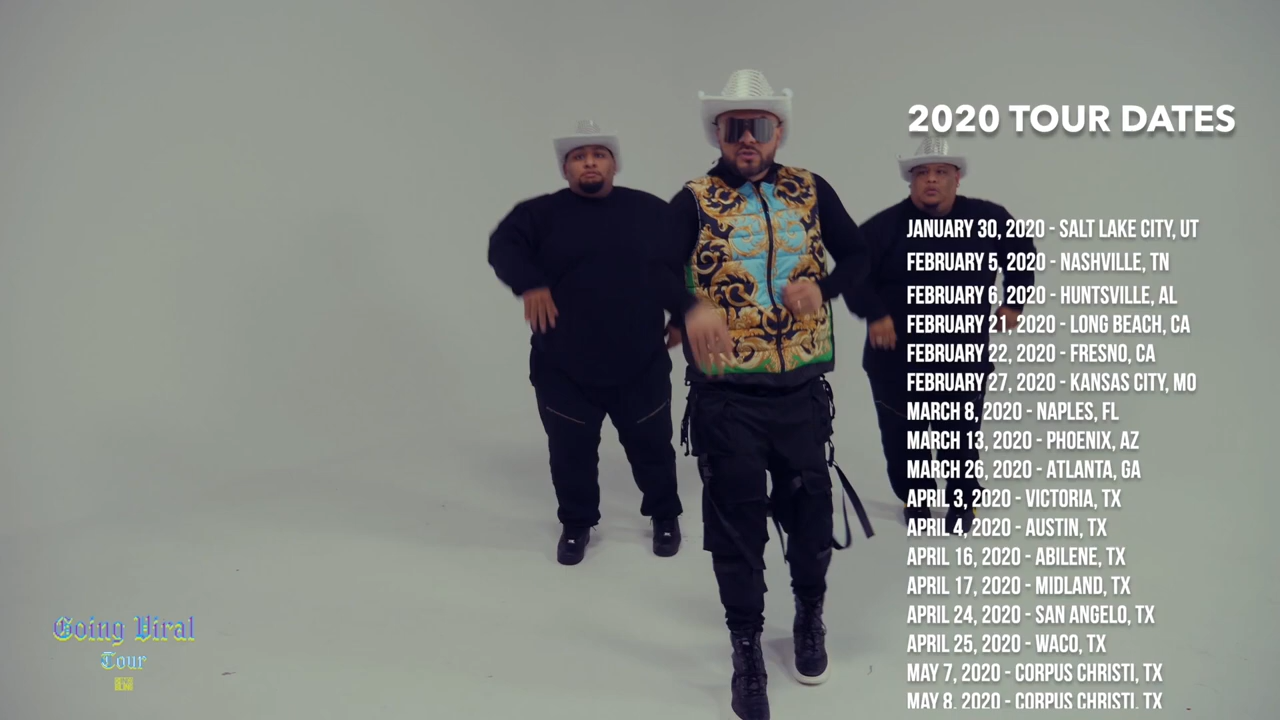 2020 TOUR DATES
JANUARY 30, 2020 - SALT LAKE CITY, UT
FEBRUARY 5, 2020 - NASHVILLE, TN
FEBRUARY 6, 2020 - HUNTSVILLE, AL
FEBRUARY 21, 2020 - LONG BEACH, CA
FEBRUARY 22, 2020 - FRESNO, CA
FEBRUARY 27, 2020 - KANSAS CITY, MO
MARCH 8, 2020 - NAPLES, FL
MARCH 13, 2020 - PHOENIX, AZ
MARCH 26, 2020 - ATLANTA, GA
APRIL 3, 2020 - VICTORIA, TX
APRIL 4, 2020 - AUSTIN, TX
APRIL 16, 2020 - ABILENE, TX
APRIL 17, 2020 - MIDLAND, TX
APRIL 24, 2020 - SAN ANGELO, TX
APRIL 25, 2020 - WACO, TX
MAY 7, 2020 - CORPUS CHRISTI, TX
MAY 8, 2020 - CORPUS CHRISTI, TX
Going Viral
Tour